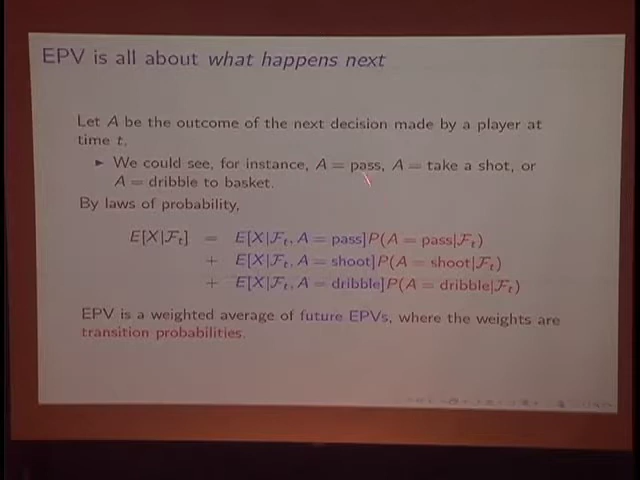 EPV is all about what happens next
Let A be the outcome of the next decision made by a player at
time t.
► We could see, for instance, A = pass, A = take a shot, or
A = dribble to basket.
By laws of probability,
E[X|ℱₜ] = E[X|ℱₜ, A = pass]P(A = pass|ℱₜ)
+ E[X|ℱₜ, A = shoot]P(A = shoot|ℱₜ)
+ E[X|ℱₜ, A = dribble]P(A = dribble|ℱₜ)
EPV is a weighted average of future EPVs, where the weights are
transition probabilities.